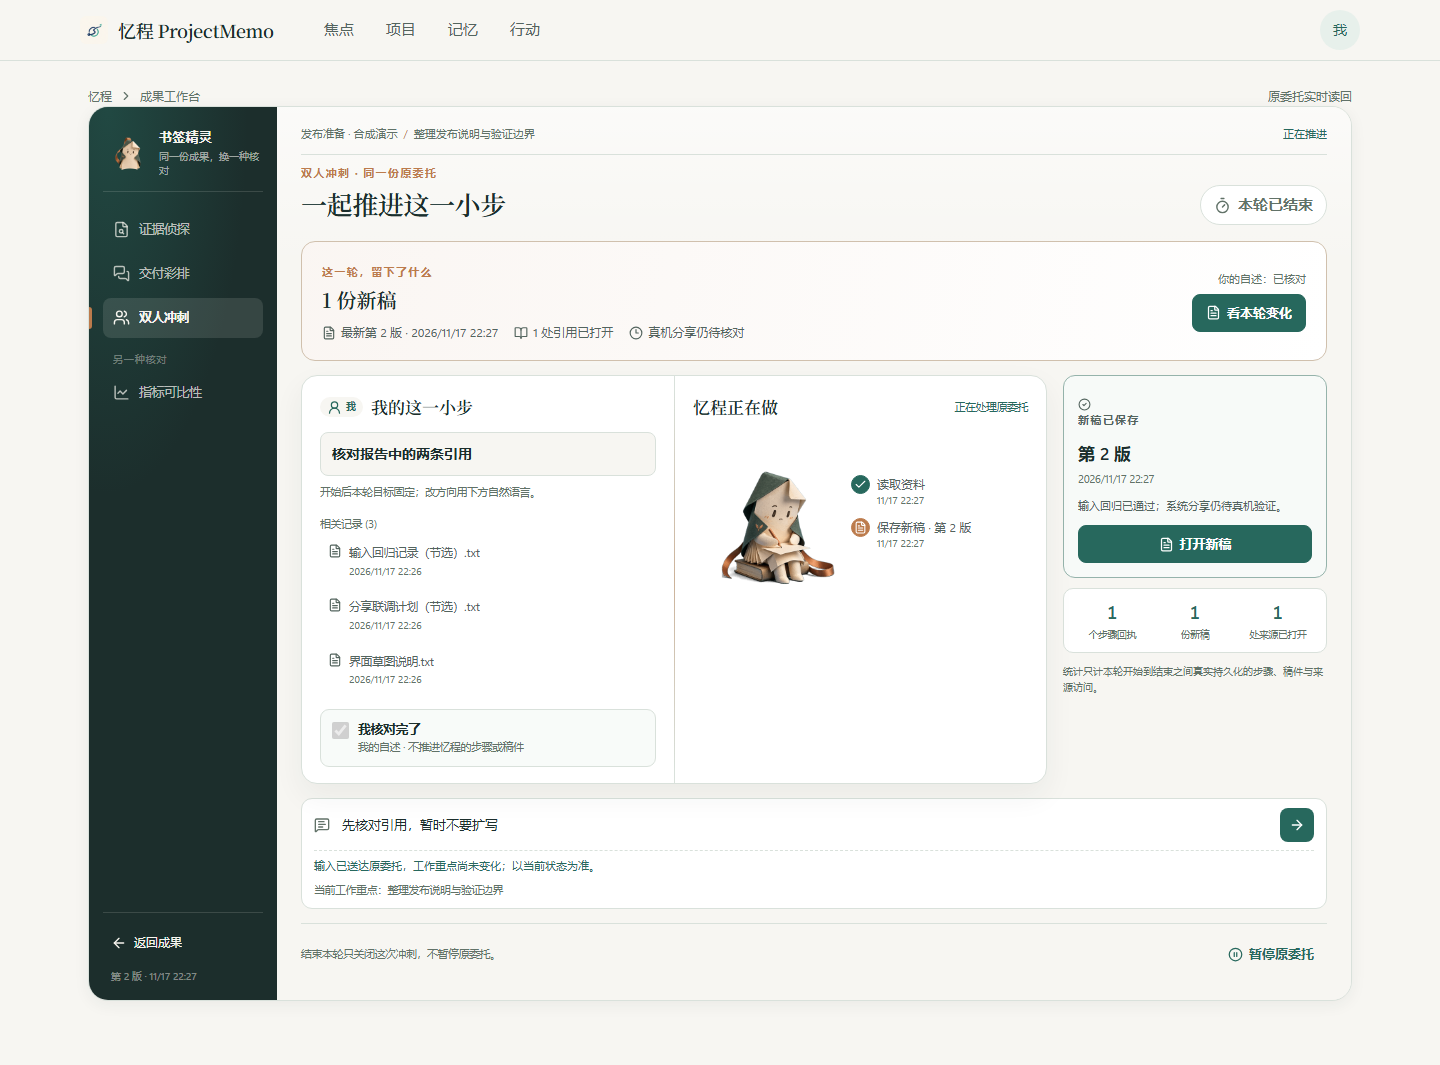 忆程 ProjectMemo
焦点
项目
记忆
行动
我
忆程 > 成果工作台
原委托实时读回
书签精灵
同一份成果，换一种核
对
证据侦探
交付彩排
双人冲刺
另一种核对
指标可比性
返回成果
第 2 版 · 11/17 22:27
发布准备 · 合成演示 / 整理发布说明与验证边界
正在推进
双人冲刺 · 同一份原委托
一起推进这一小步
本轮已结束
这一轮，留下了什么
1 份新稿
最新第 2 版 · 2026/11/17 22:27
1 处引用已打开
真机分享仍待核对
你的自述：已核对
看本轮变化
我
我的这一小步
核对报告中的两条引用
开始后本轮目标固定；改方向用下方自然语言。
相关记录 (3)
输入回归记录（节选）.txt
2026/11/17 22:26
分享联调计划（节选）.txt
2026/11/17 22:26
界面草图说明.txt
2026/11/17 22:26
我核对完了
我的自述 · 不推进忆程的步骤或稿件
忆程正在做
正在处理原委托
读取资料
11/17 22:27
保存新稿 · 第 2 版
11/17 22:27
新稿已保存
第 2 版
2026/11/17 22:27
输入回归已通过；系统分享仍待真机验证。
打开新稿
1
个步骤回执
1
份新稿
1
处来源已打开
统计只计本轮开始到结束之间真实持久化的步骤、稿件与来
源访问。
先核对引用，暂时不要扩写
输入已送达原委托，工作重点尚未变化；以当前状态为准。
当前工作重点：整理发布说明与验证边界
结束本轮只关闭这次冲刺，不暂停原委托。
暂停原委托